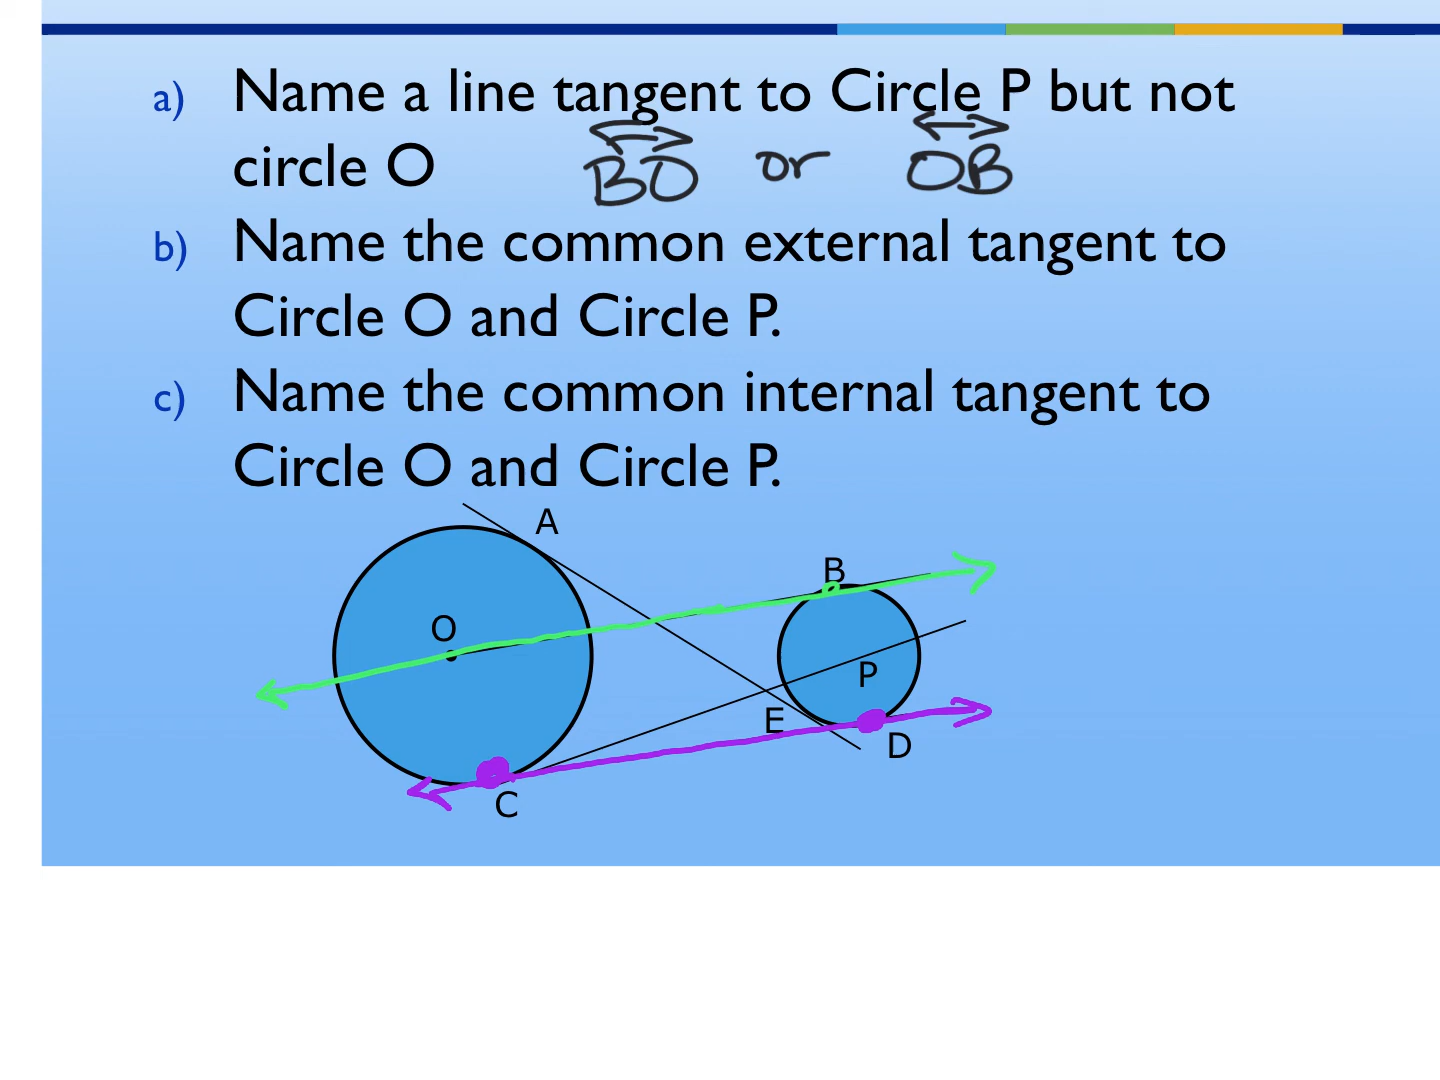 a) Name a line tangent to Circle P but not
circle O
BO or OB
b) Name the common external tangent to
Circle O and Circle P.
c) Name the common internal tangent to
Circle O and Circle P.
A
B
O
P
E
D
C